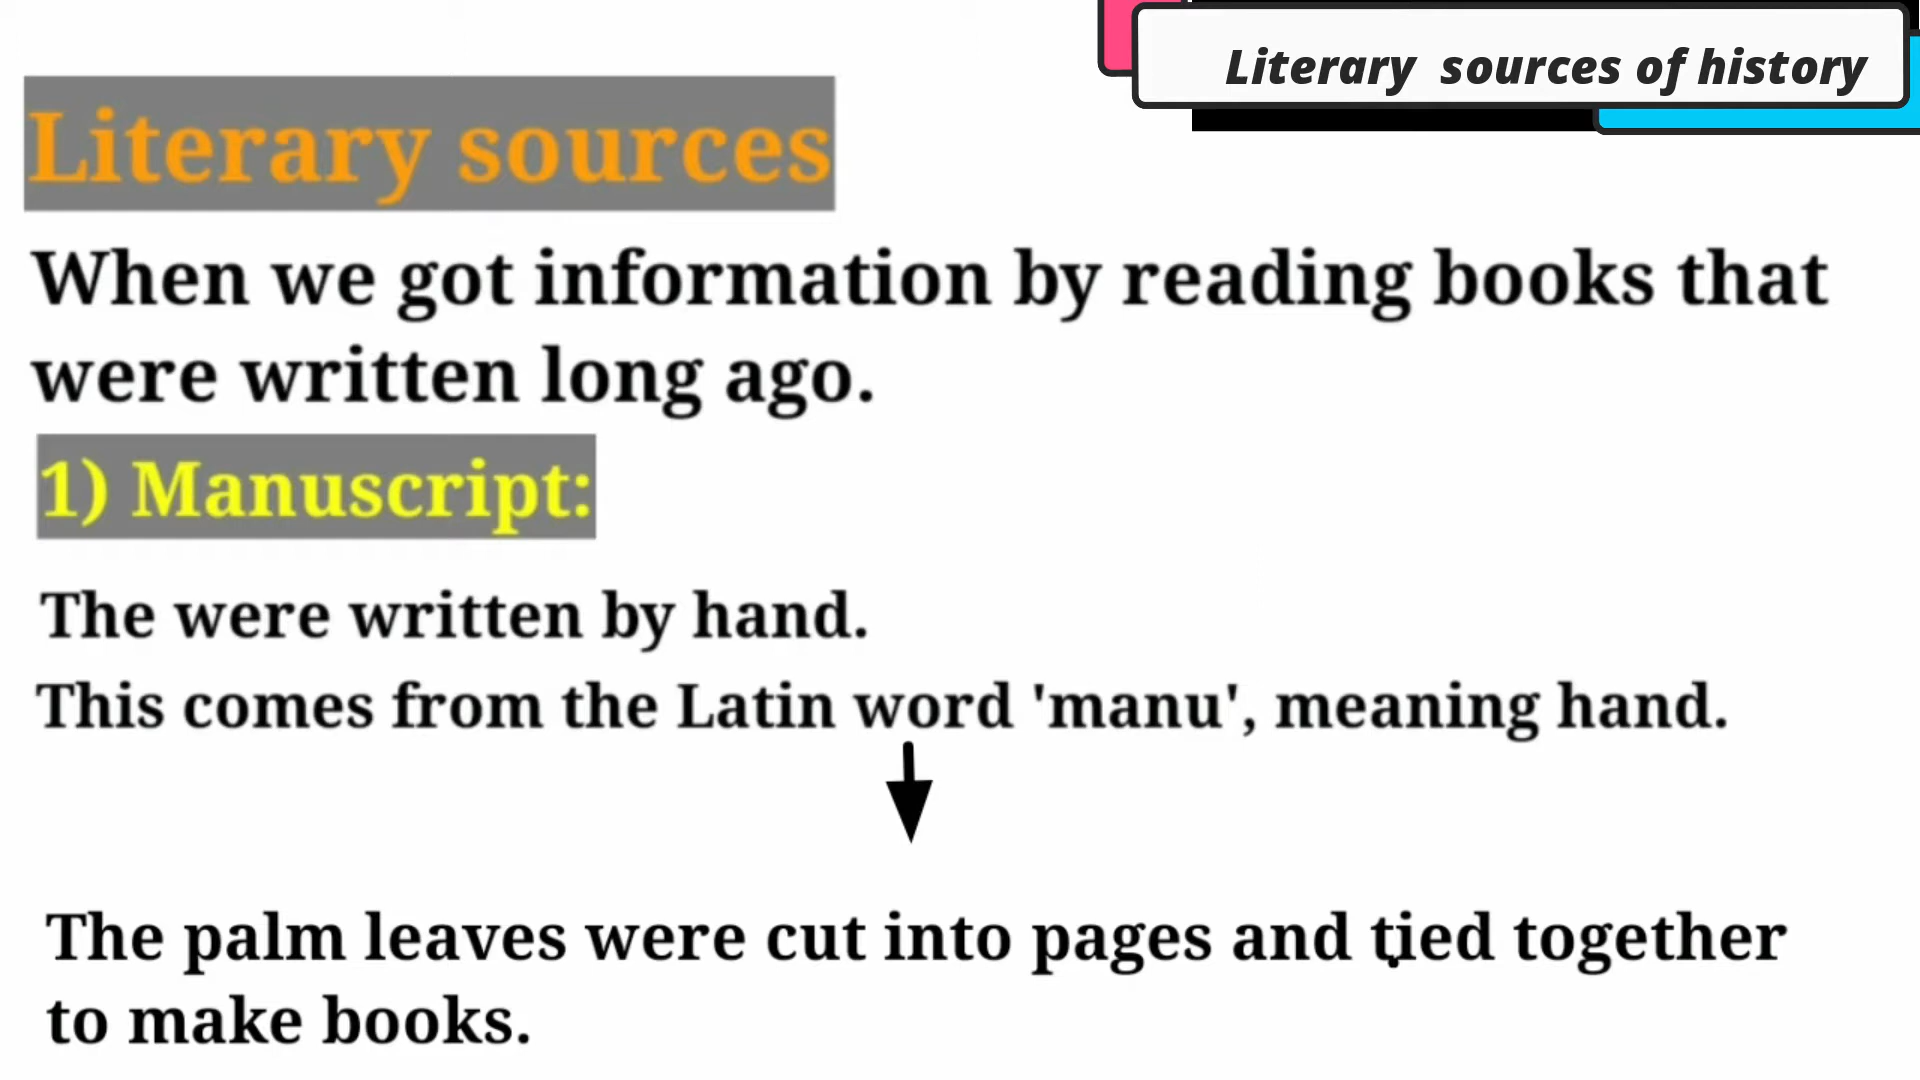 Literary sources of history
Literary sources
When we got information by reading books that
were written long ago.
1) Manuscript:
The were written by hand.
This comes from the Latin word 'manu', meaning hand.
The palm leaves were cut into pages and tied together
to make books.